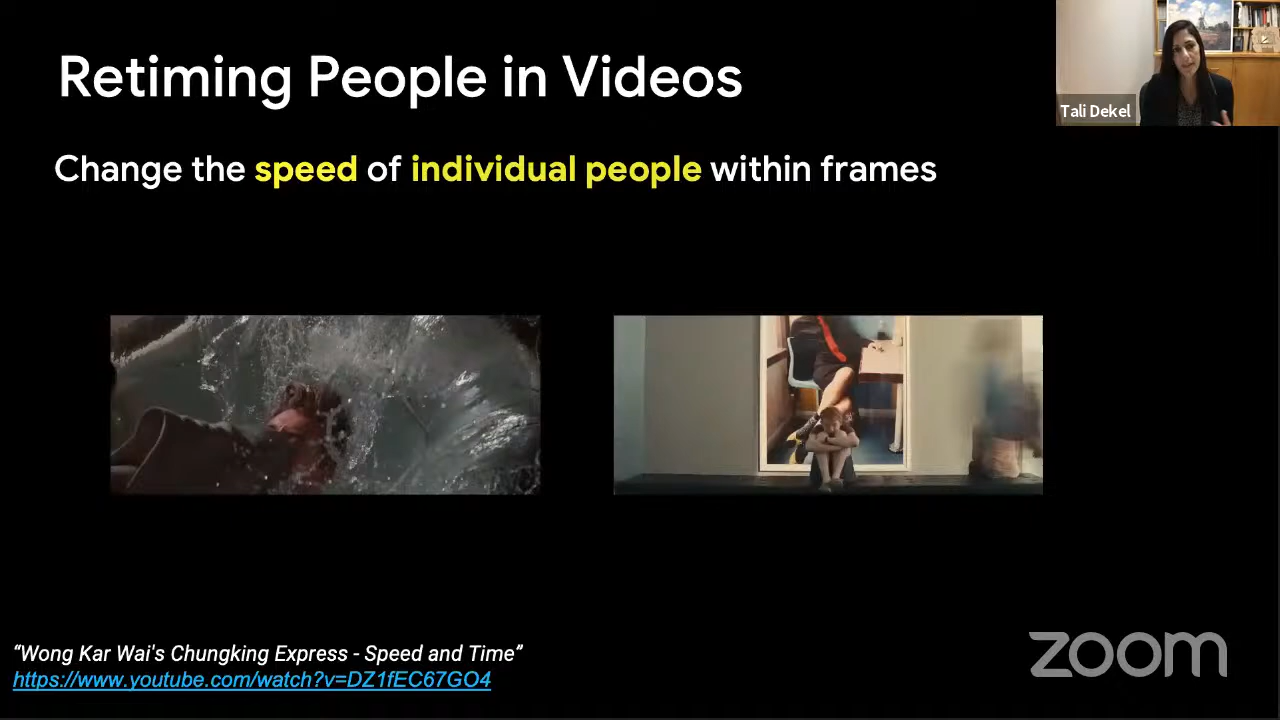 Retiming People in Videos
Tali Dekel
Change the speed of individual people within frames
“Wong Kar Wai's Chungking Express - Speed and Time”
https://www.youtube.com/watch?v=DZ1fEC67GO4
zoom